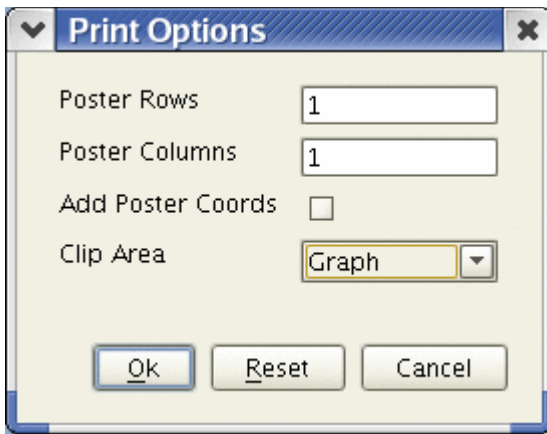 Print Options
Poster Rows 1
Poster Columns 1
Add Poster Coords
Clip Area Graph
Ok Reset Cancel